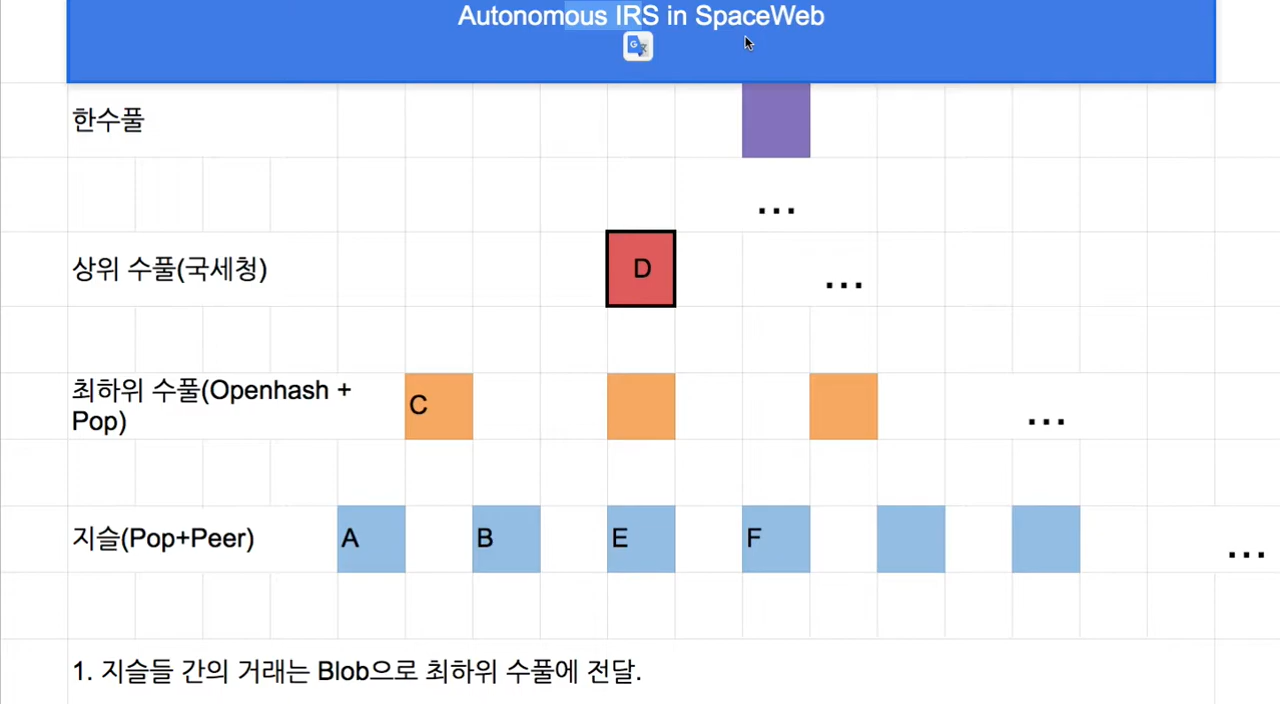 Autonomous IRS in SpaceWeb
한수풀
...
상위 수풀(국세청)
D
...
최하위 수풀(Openhash +
Pop)
C
...
지슬(Pop+Peer)
A
B
E
F
...
1. 지슬들 간의 거래는 Blob으로 최하위 수풀에 전달.